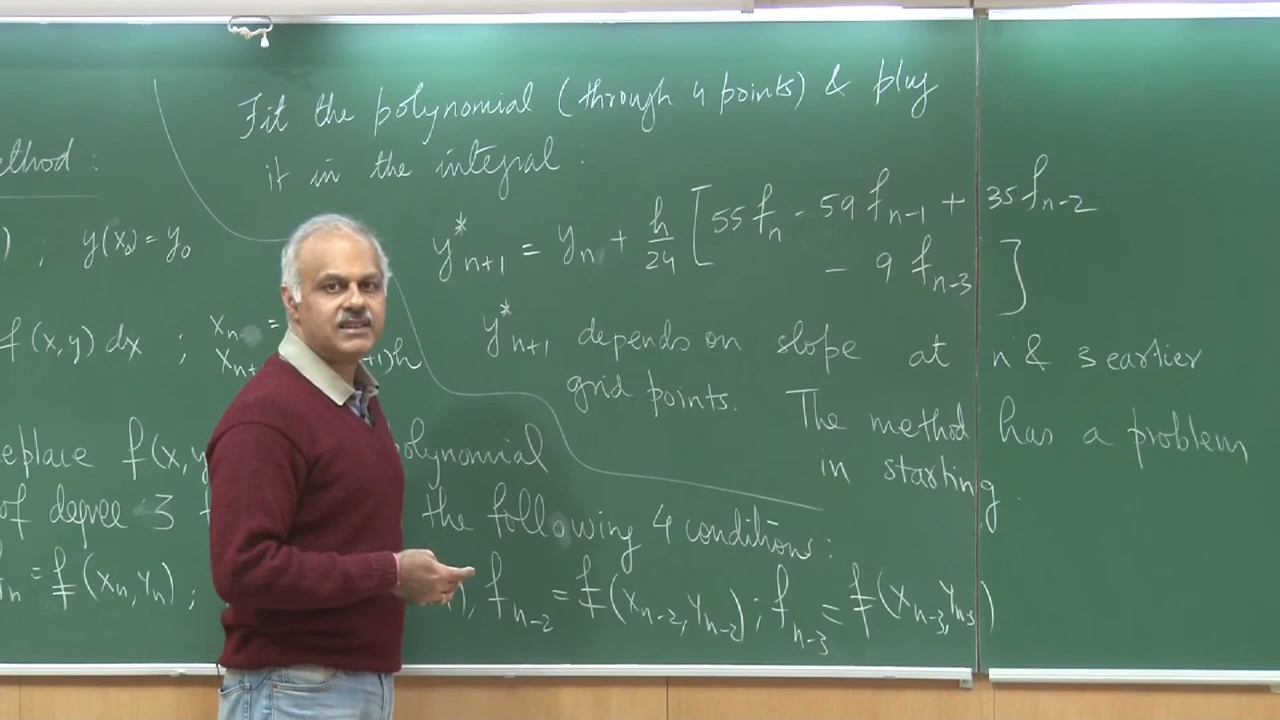 Fit the polynomial (through 4 points) & plug
it in the integral :
ethod :
) ; y(x₀) = y₀
y*ₙ₊₁ = yₙ + h/24 [ 55 fₙ - 59 fₙ₋₁ + 35 fₙ₋₂
- 9 fₙ₋₃ ]
f(x,y) dx ; xₙ =
xₙ₊ +1)h
y*ₙ₊₁ depends on slope at n & 3 earlier
grid points. The method has a problem
in starting.
eplace f(x,y olynomial
of degree 3 the following 4 conditions :
ₙ = f(xₙ,yₙ) ; ), fₙ₋₂ = f(xₙ₋₂,yₙ₋₂) ; fₙ₋₃ = f(xₙ₋₃,yₙ₋₃)